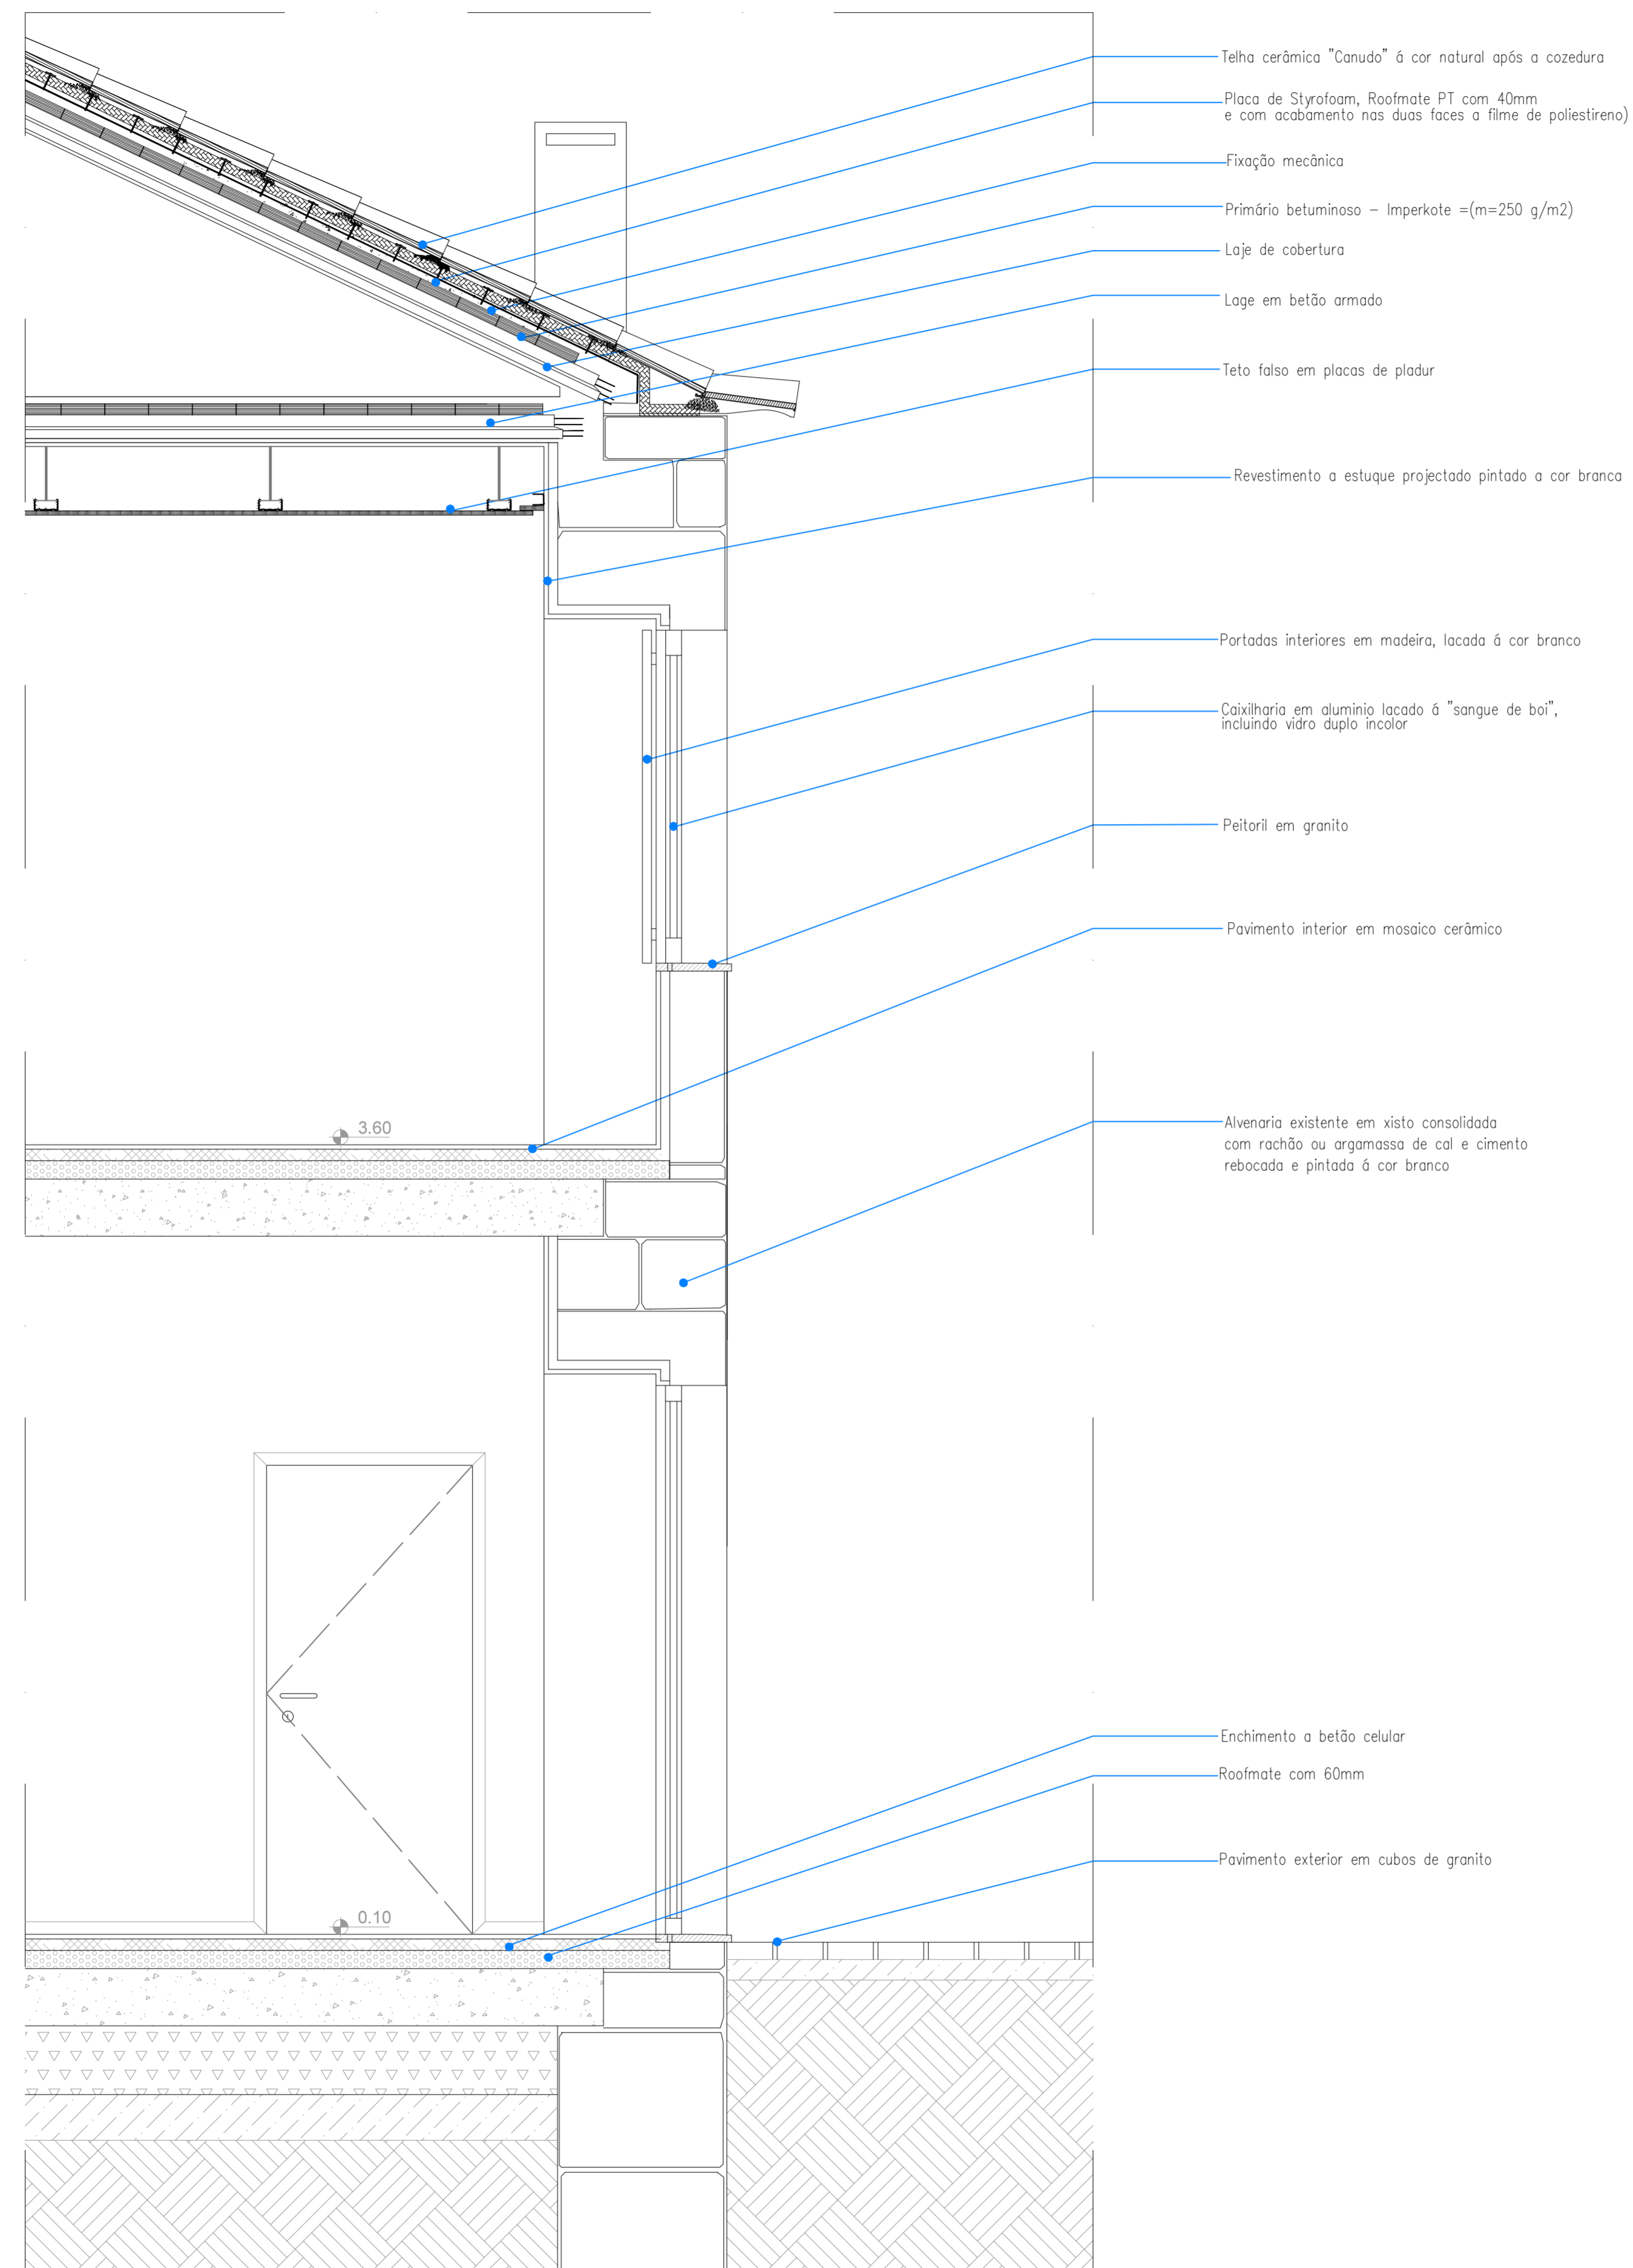 Telha cerâmica "Canudo" á cor natural após a cozedura
Placa de Styrofoam, Roofmate PT com 40mm
e com acabamento nas duas faces a filme de poliestireno)
Fixação mecânica
Primário betuminoso - Imperkote =(m=250 g/m2)
Laje de cobertura
Lage em betão armado
Teto falso em placas de pladur
Revestimento a estuque projectado pintado a cor branca
Portadas interiores em madeira, lacada á cor branco
Caixilharia em aluminio lacado á "sangue de boi",
incluindo vidro duplo incolor
Peitoril em granito
Pavimento interior em mosaico cerâmico
3.60
Alvenaria existente em xisto consolidada
com rachão ou argamassa de cal e cimento
rebocada e pintada á cor branco
Enchimento a betão celular
Roofmate com 60mm
Pavimento exterior em cubos de granito
0.10